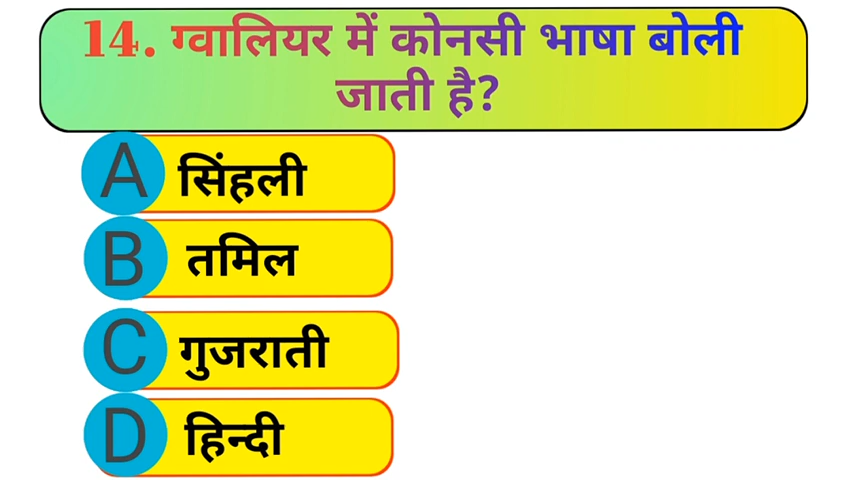 14. ग्वालियर में कोनसी भाषा बोली
जाती है?
A सिंहली
B तमिल
C गुजराती
D हिन्दी